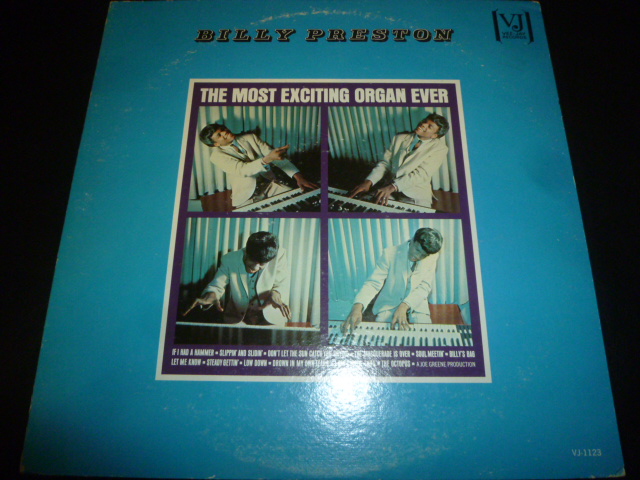 BILLY PRESTON
VJ
THE MOST EXCITING ORGAN EVER
IF I HAD A HAMMER • SLIPPIN' AND SLIDIN' • DON'T LET THE SUN CATCH YOU • THE MASQUERADE IS OVER • SOUL MEETIN' • BILLY'S BAG
LET ME KNOW • STEADY GETTIN' • LOW DOWN • DROWN IN MY OWN TEARS • THE OCTOPUS • A JOE GREENE PRODUCTION
VJ-1123